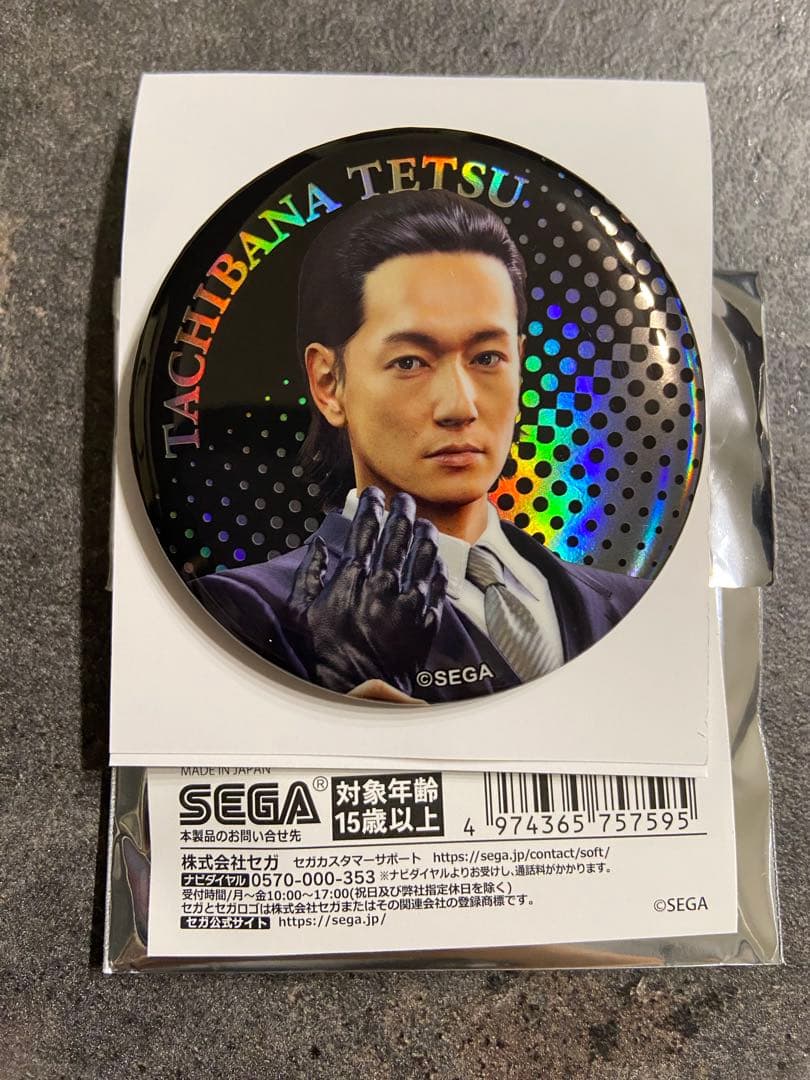 TACHIBANA TETSU
©SEGA
MADE IN JAPAN
SEGA®
対象年齢
15歳以上
本製品のお問い合せ先
4 974365 757595
株式会社セガ セガカスタマーサポート https://sega.jp/contact/soft/
ナビダイヤル 0570-000-353 ※ナビダイヤルよりお受けし、通話料がかかります。
受付時間/月〜金10:00〜17:00(祝日及び弊社指定休日を除く)
セガとセガロゴは株式会社セガまたはその関連会社の登録商標です。
セガ公式サイト https://sega.jp/
©SEGA